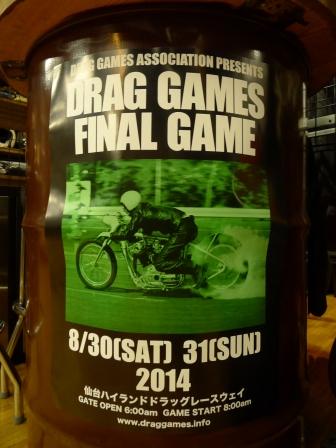 DRAG GAMES ASSOCIATION PRESENTS
DRAG GAMES
FINAL GAME
8/30(SAT) 31(SUN)
2014
仙台ハイランドドラッグレースウェイ
GATE OPEN 6:00am GAME START 8:00am
www.draggames.info